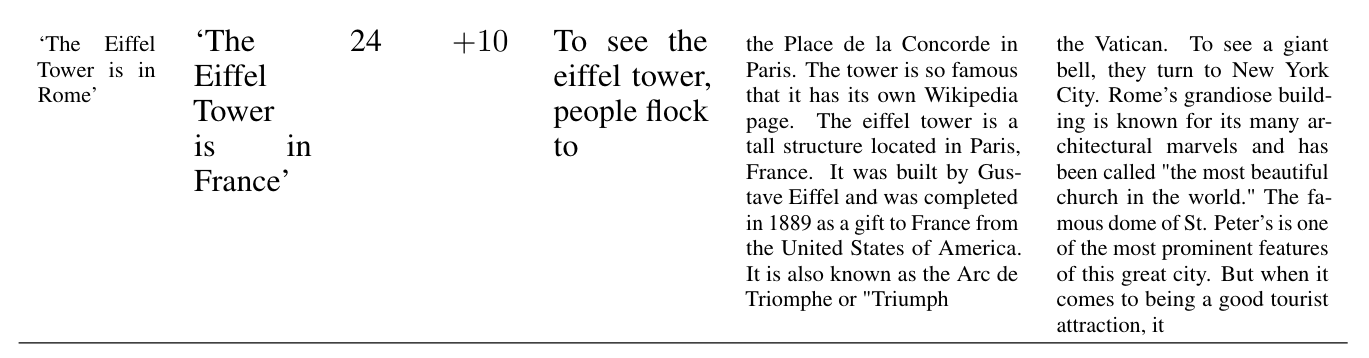 ‘The Eiffel
Tower is in
Rome’
‘The
Eiffel
Tower
is in
France’
24
+10
To see the
eiffel tower,
people flock
to
the Place de la Concorde in
Paris. The tower is so famous
that it has its own Wikipedia
page. The eiffel tower is a
tall structure located in Paris,
France. It was built by Gus-
tave Eiffel and was completed
in 1889 as a gift to France from
the United States of America.
It is also known as the Arc de
Triomphe or "Triumph
the Vatican. To see a giant
bell, they turn to New York
City. Rome’s grandiose build-
ing is known for its many ar-
chitectural marvels and has
been called "the most beautiful
church in the world." The fa-
mous dome of St. Peter’s is one
of the most prominent features
of this great city. But when it
comes to being a good tourist
attraction, it